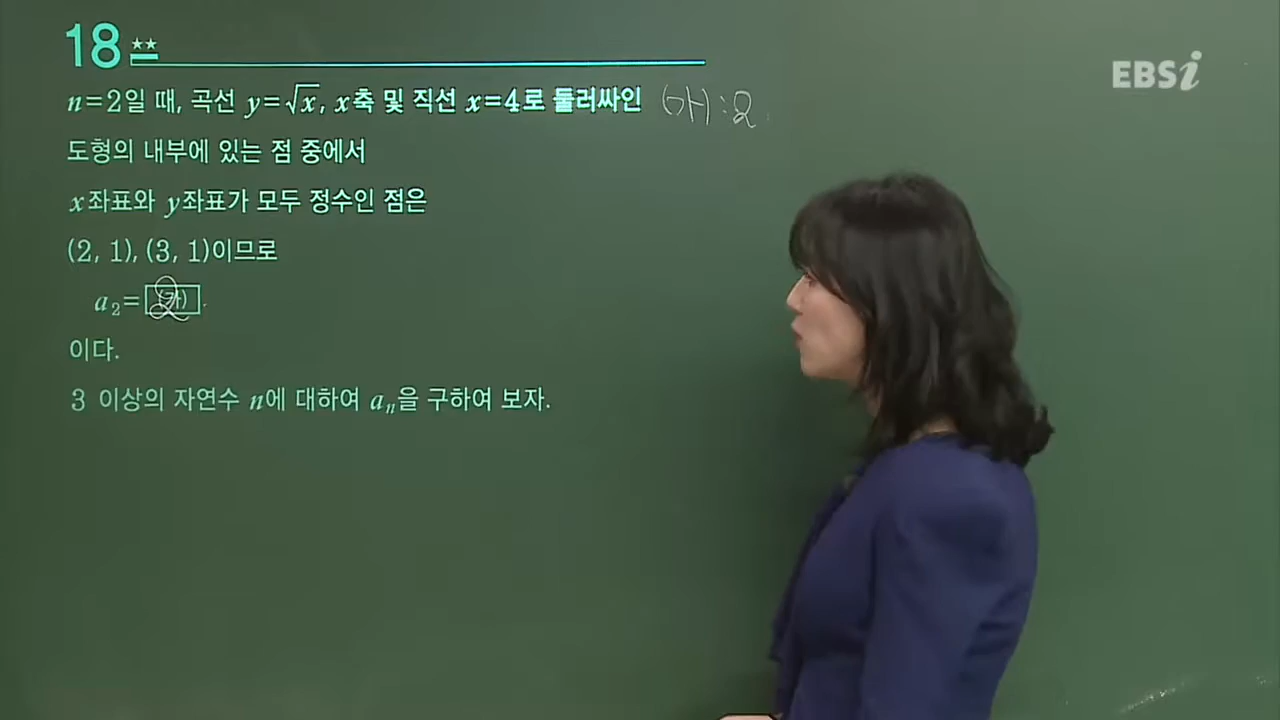 18 ★★
EBSi
n=2일 때, 곡선 y=√x, x축 및 직선 x=4로 둘러싸인 (가) : 2
도형의 내부에 있는 점 중에서
x좌표와 y좌표가 모두 정수인 점은
(2, 1), (3, 1)이므로
a₂= (가) 2 .
이다.
3 이상의 자연수 n에 대하여 aₙ을 구하여 보자.